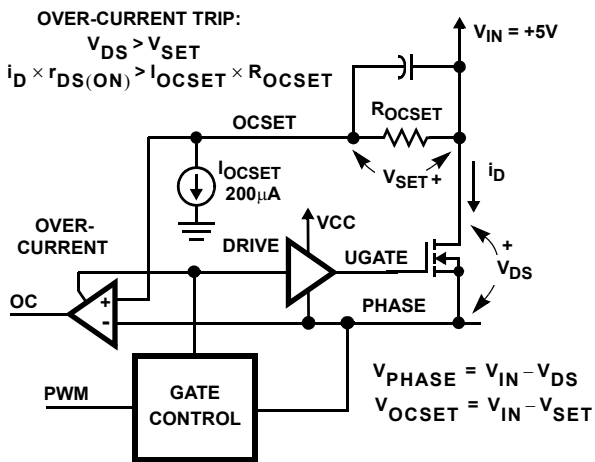 OVER-CURRENT TRIP:
V_DS > V_SET
i_D × r_DS(ON) > I_OCSET × R_OCSET
V_IN = +5V
R_OCSET
OCSET
V_SET +
i_D
I_OCSET
200µA
VCC
OVER-
CURRENT
DRIVE
UGATE
+
V_DS
OC
+
-
PHASE
PWM
GATE
CONTROL
V_PHASE = V_IN – V_DS
V_OCSET = V_IN – V_SET